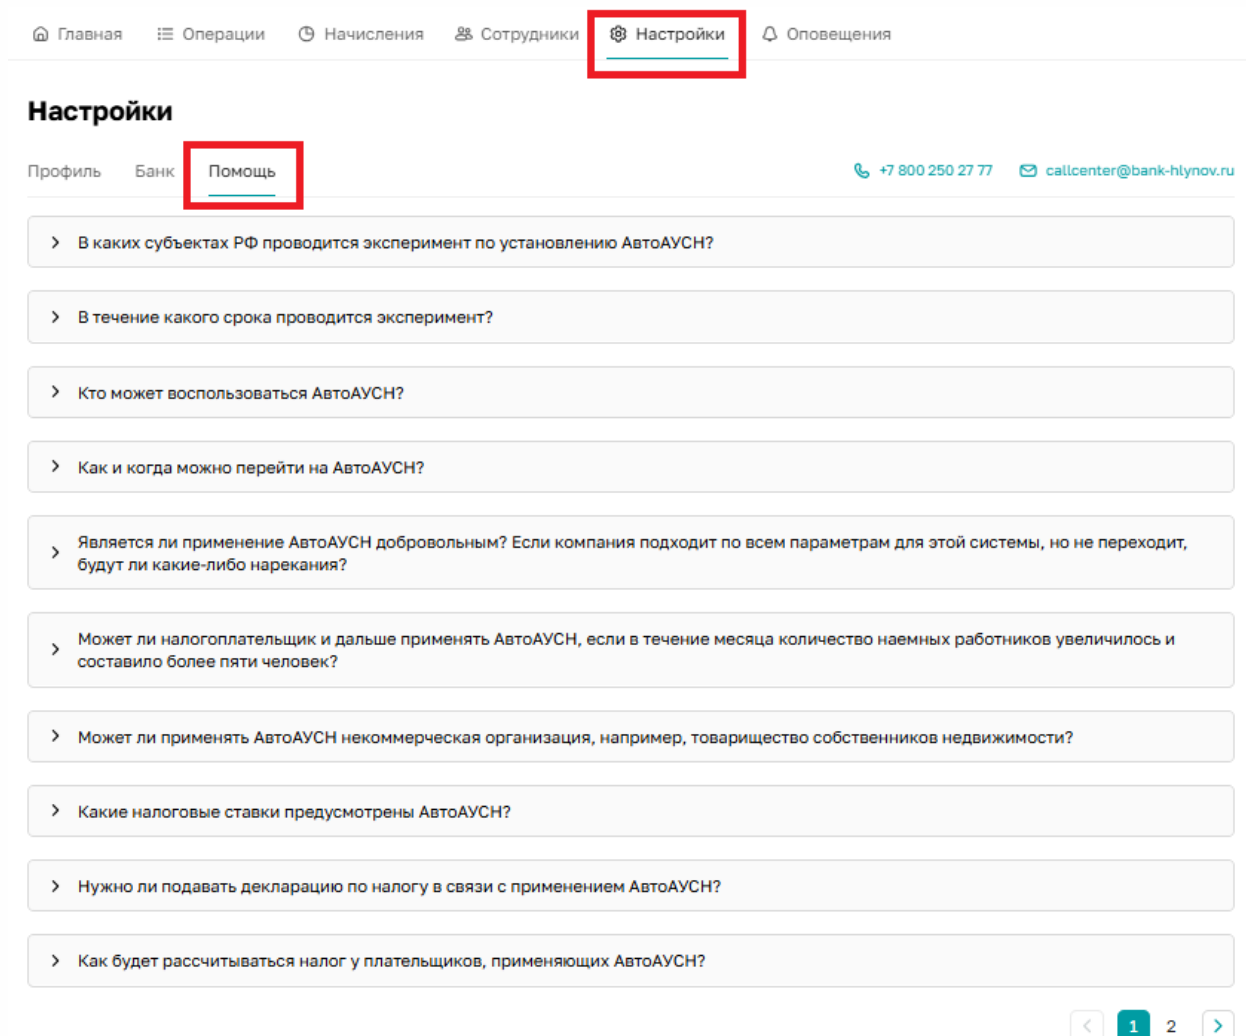 Главная Операции Начисления Сотрудники Настройки Оповещения
Настройки
Профиль Банк Помощь +7 800 250 27 77 callcenter@bank-hlynov.ru
В каких субъектах РФ проводится эксперимент по установлению АвтоАУСН?
В течение какого срока проводится эксперимент?
Кто может воспользоваться АвтоАУСН?
Как и когда можно перейти на АвтоАУСН?
Является ли применение АвтоАУСН добровольным? Если компания подходит по всем параметрам для этой системы, но не переходит,
будут ли какие-либо нарекания?
Может ли налогоплательщик и дальше применять АвтоАУСН, если в течение месяца количество наемных работников увеличилось и
составило более пяти человек?
Может ли применять АвтоАУСН некоммерческая организация, например, товарищество собственников недвижимости?
Какие налоговые ставки предусмотрены АвтоАУСН?
Нужно ли подавать декларацию по налогу в связи с применением АвтоАУСН?
Как будет рассчитываться налог у плательщиков, применяющих АвтоАУСН?
1 2